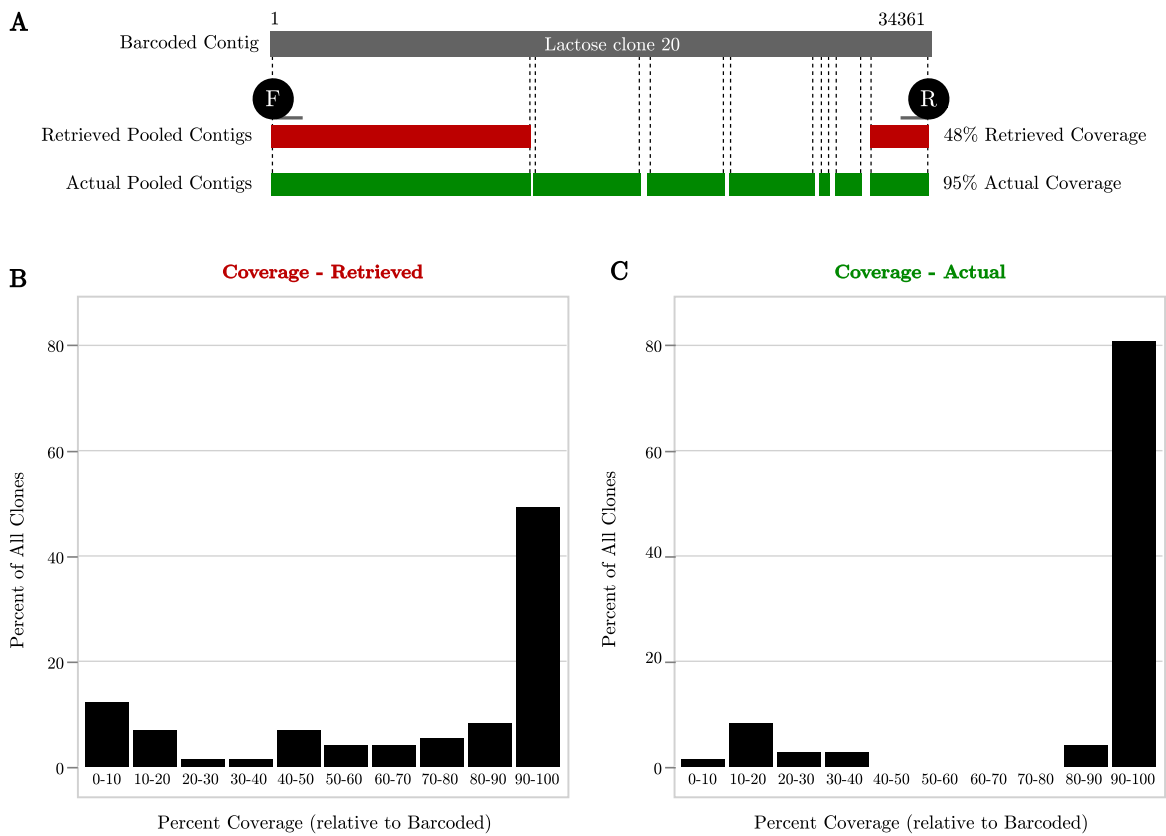 A
1
34361
Barcoded Contig
Lactose clone 20
F
R
Retrieved Pooled Contigs
48% Retrieved Coverage
Actual Pooled Contigs
95% Actual Coverage
B
Coverage - Retrieved
Percent of All Clones
80
60
40
20
0
0-10 10-20 20-30 30-40 40-50 50-60 60-70 70-80 80-90 90-100
Percent Coverage (relative to Barcoded)
C
Coverage - Actual
Percent of All Clones
80
60
40
20
0
0-10 10-20 20-30 30-40 40-50 50-60 60-70 70-80 80-90 90-100
Percent Coverage (relative to Barcoded)